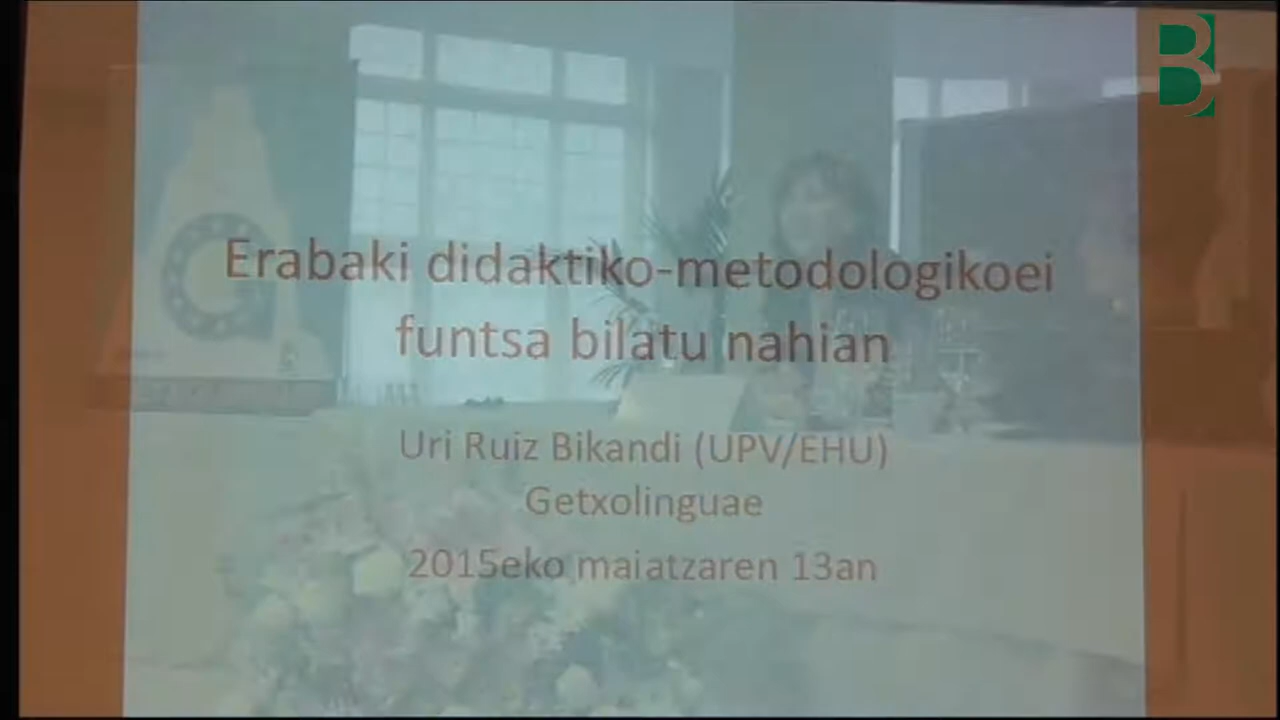 Erabaki didaktiko-metodologikoei
funtsa bilatu nahian
Uri Ruiz Bikandi (UPV/EHU)
Getxolinguae
2015eko maiatzaren 13an
B